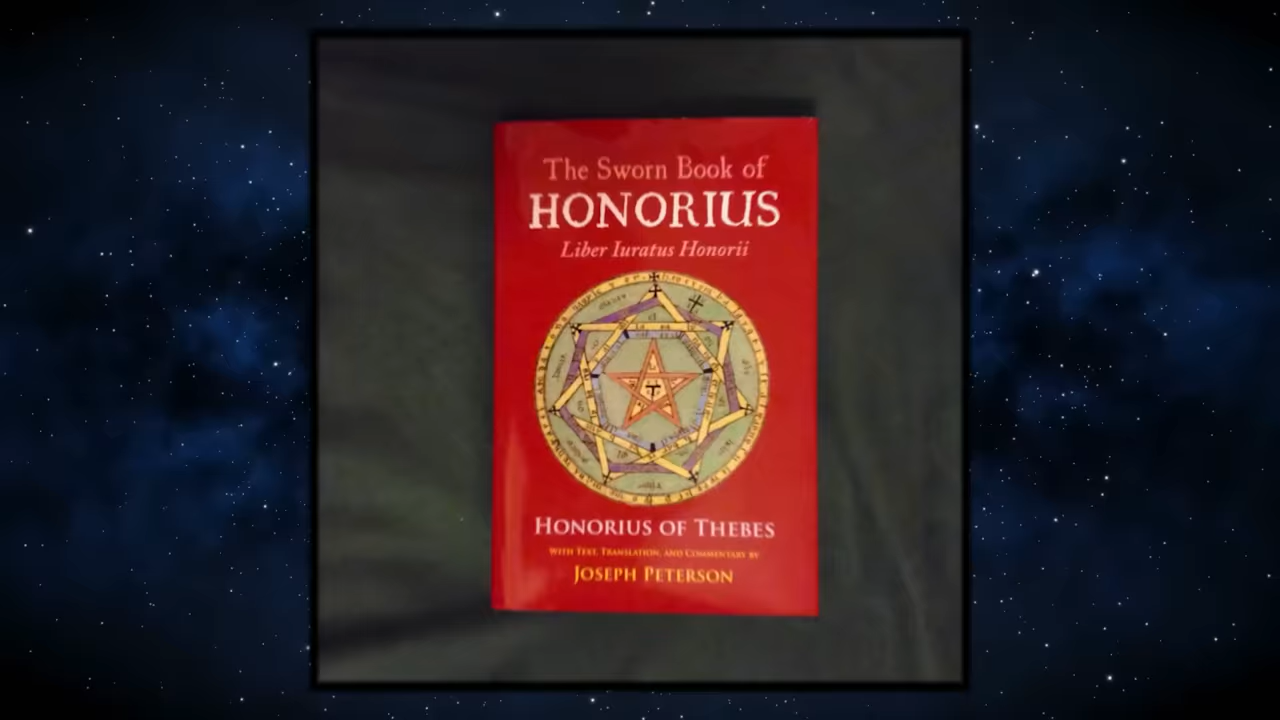 The Sworn Book of
HONORIUS
Liber Iuratus Honorii
HONORIUS OF THEBES
WITH TEXT, TRANSLATION, AND COMMENTARY BY
JOSEPH PETERSON